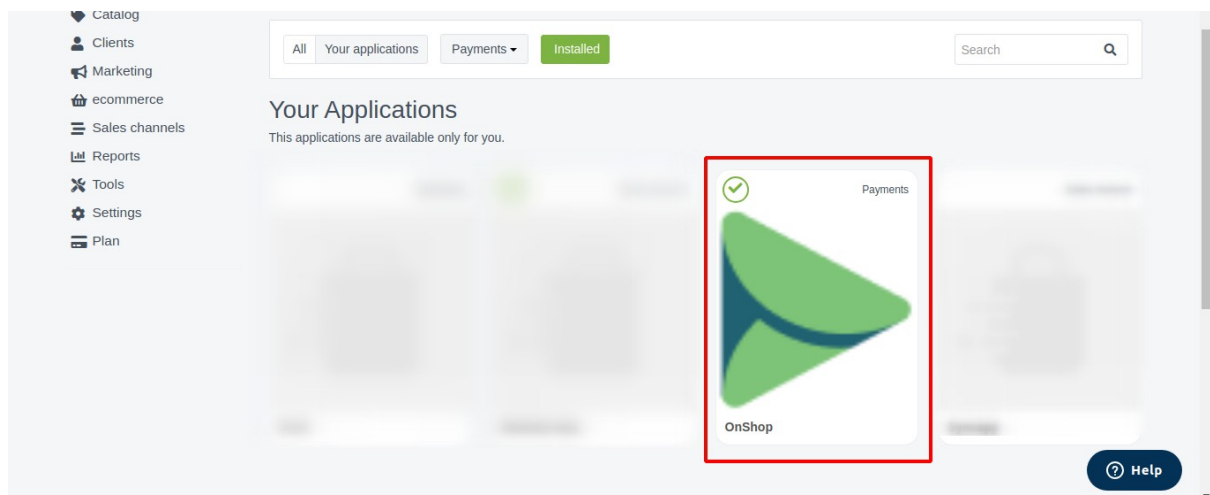 Catalog
Clients
Marketing
ecommerce
Sales channels
Reports
Tools
Settings
Plan
All Your applications Payments Installed Search
Your Applications
This applications are available only for you.
Payments
OnShop
Help